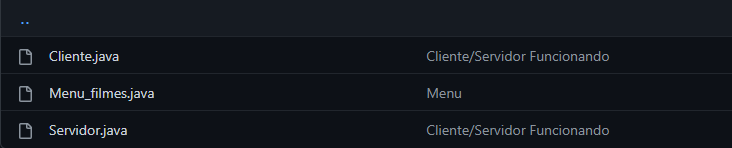 ..
Cliente.java Cliente/Servidor Funcionando
Menu_filmes.java Menu
Servidor.java Cliente/Servidor Funcionando